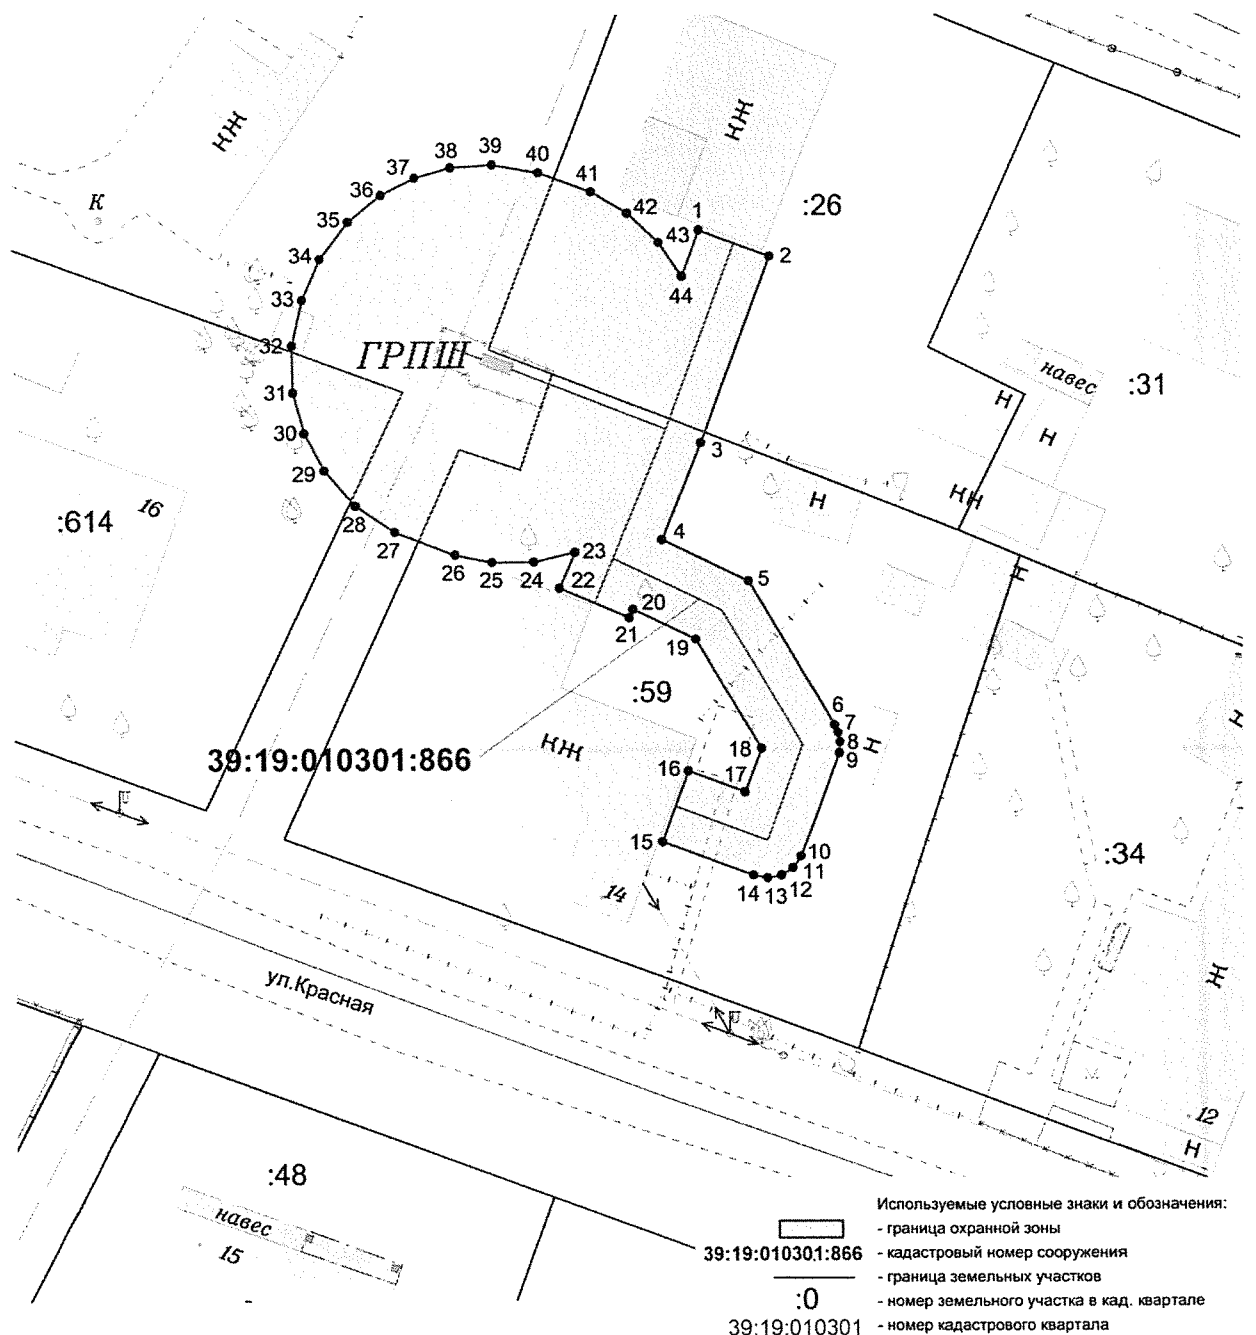 НЖ
НЖ
К
:26
39
38
40
37
41
36
42
35
1
43
2
34
44
33
32
ГРПШ
31
навес
:31
Н
Н
30
3
29
НН
Н
16
:614
28
4
27
23
26
25
24
22
5
Н
20
21
19
:59
6
7
НЖ
18
8
Н
9
Н
39:19:010301:866
16
17
15
10
11
:34
14
13
12
14
ул.Красная
Ж
М
12
Н
:48
навес
15
Используемые условные знаки и обозначения:
- граница охранной зоны
39:19:010301:866 - кадастровый номер сооружения
- граница земельных участков
:0 - номер земельного участка в кад. квартале
39:19:010301 - номер кадастрового квартала